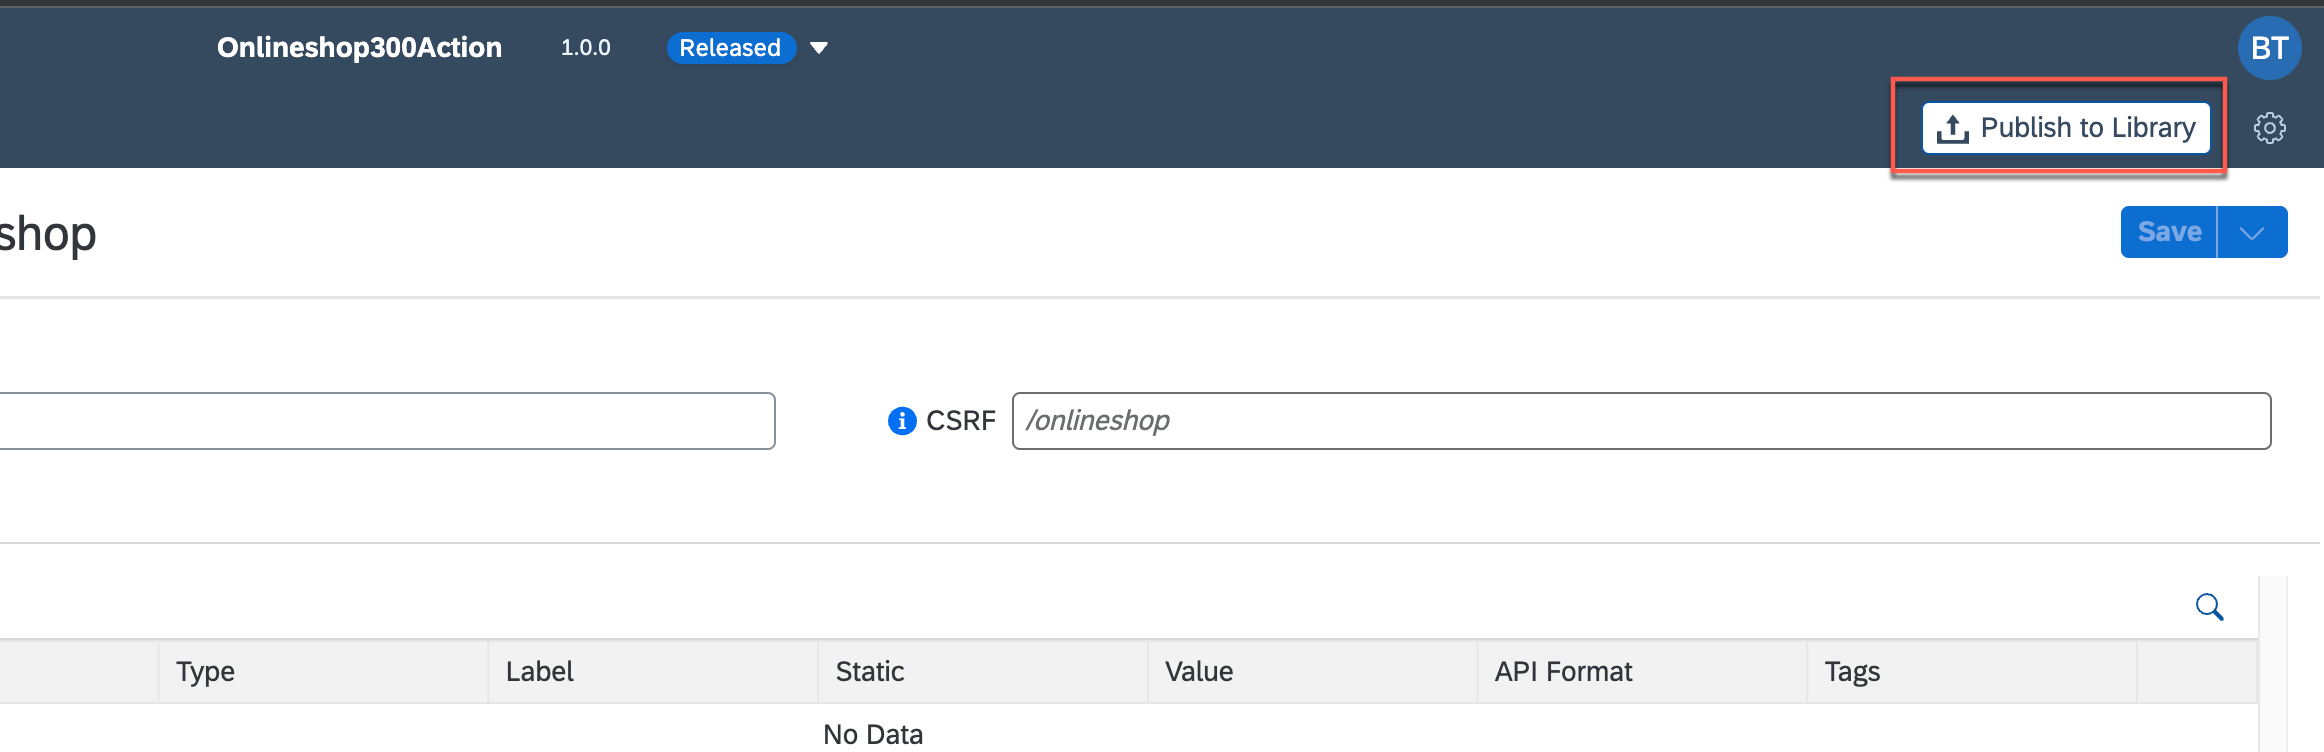 Onlineshop300Action 1.0.0 Released
BT
Publish to Library
shop
Save
CSRF /onlineshop
Type Label Static Value API Format Tags
No Data